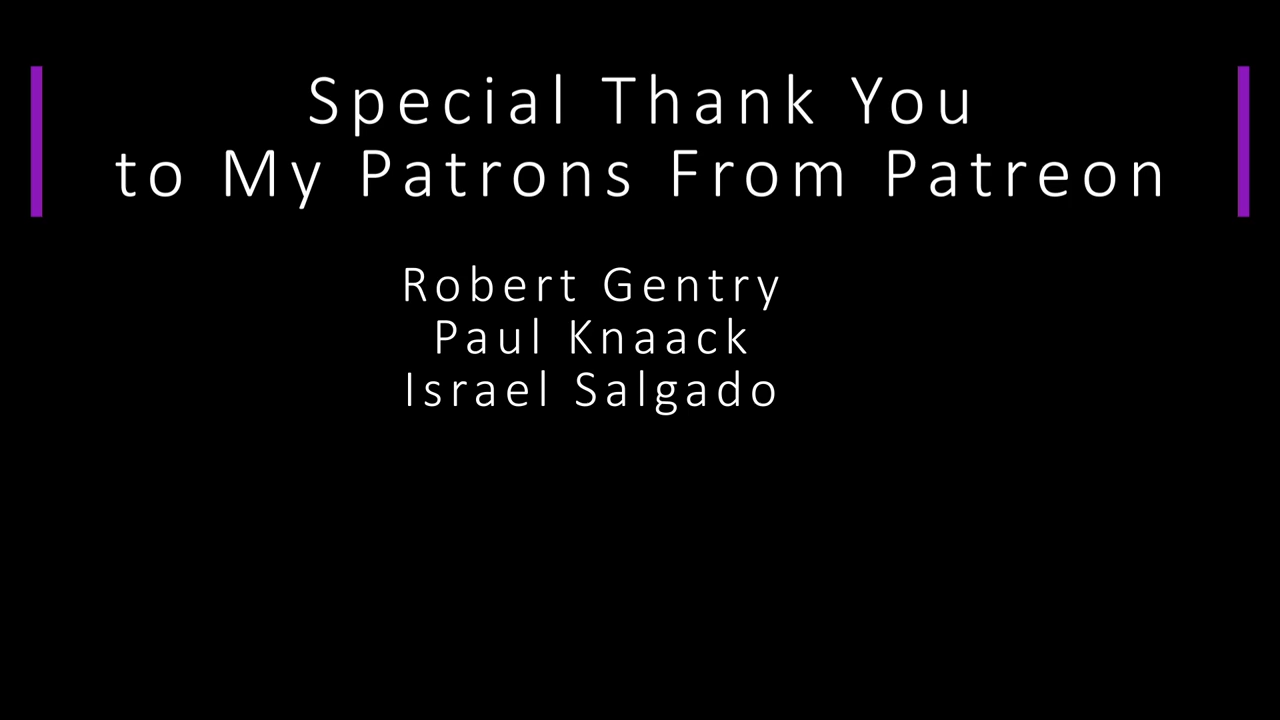 Special Thank You
to My Patrons From Patreon
Robert Gentry
Paul Knaack
Israel Salgado